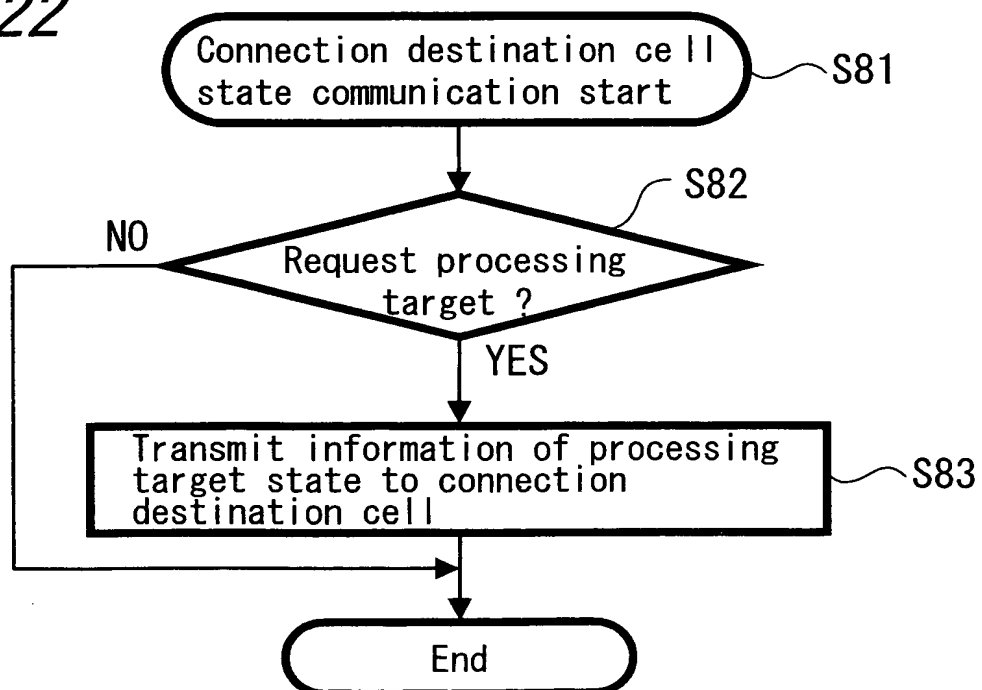 22
Connection destination cell
state communication start
S81
S82
NO
Request processing
target ?
YES
Transmit information of processing
target state to connection
destination cell
S83
End